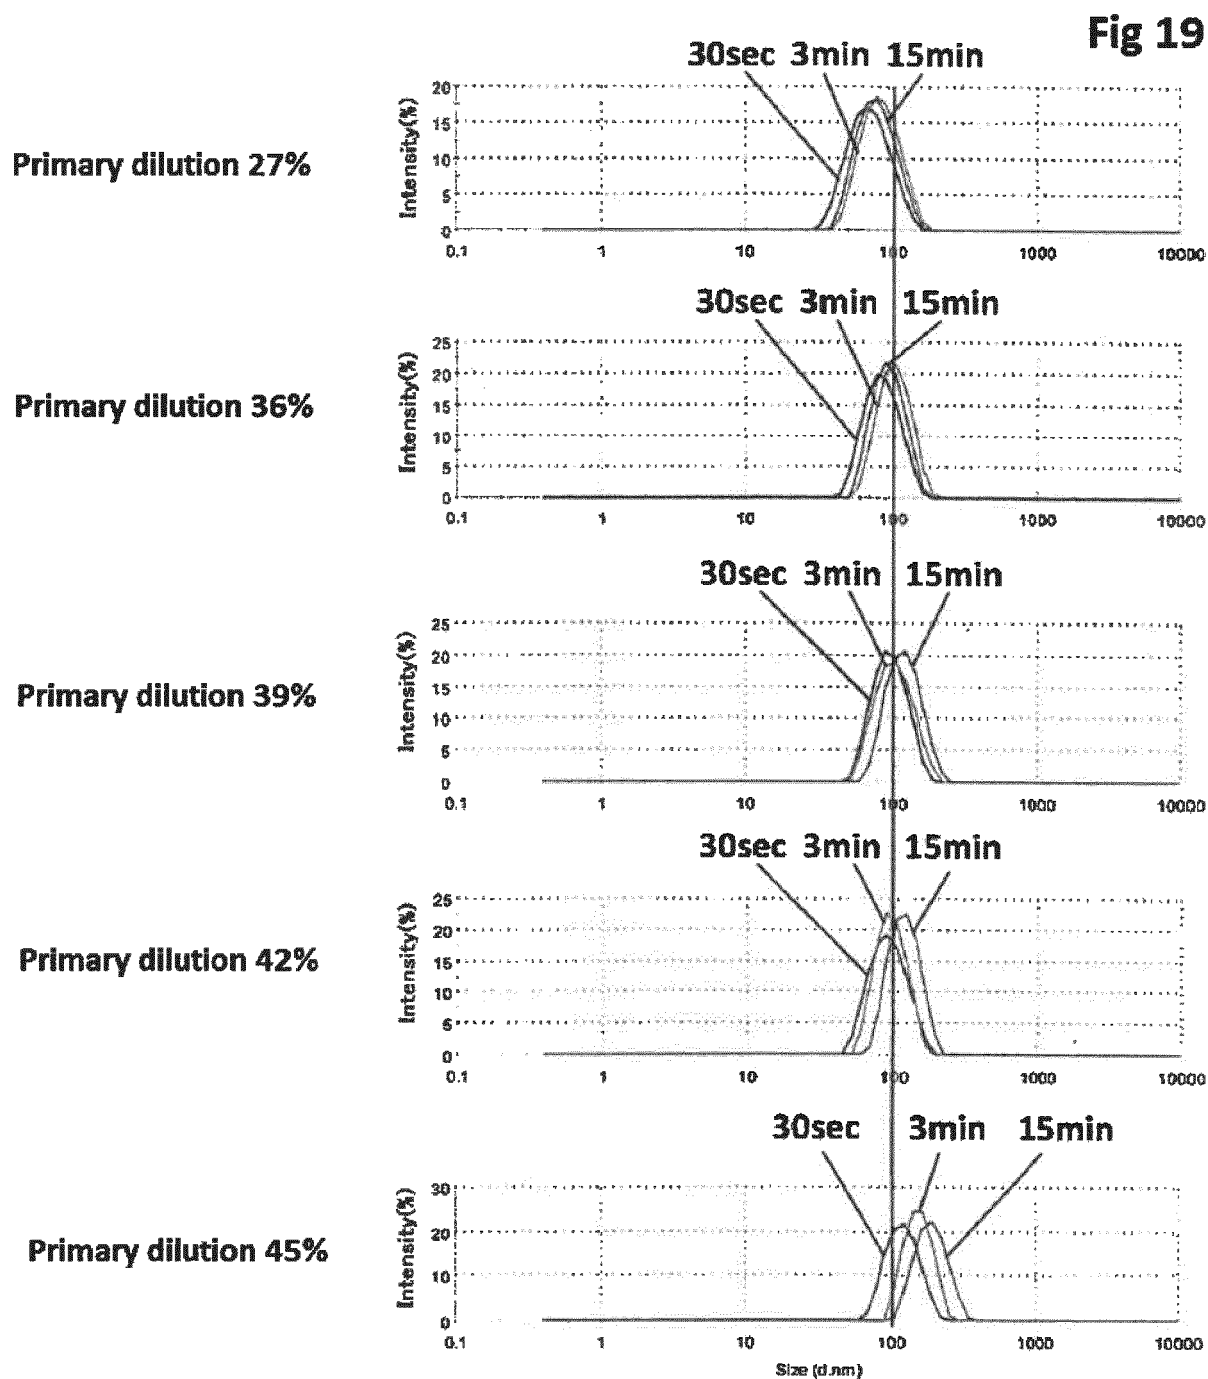 Fig 19
30sec 3min 15min
Primary dilution 27%
Intensity(%)
20
15
10
5
0
0.1 1 10 100 1000 10000
30sec 3min 15min
Primary dilution 36%
Intensity(%)
25
20
15
10
5
0
0.1 1 10 100 1000 10000
30sec 3min 15min
Primary dilution 39%
Intensity(%)
25
20
15
10
5
0
0.1 1 10 100 1000 10000
30sec 3min 15min
Primary dilution 42%
Intensity(%)
25
20
15
10
5
0
0.1 1 10 100 1000 10000
30sec 3min 15min
Primary dilution 45%
Intensity(%)
30
20
10
0
0.1 1 10 100 1000 10000
Size (d.nm)